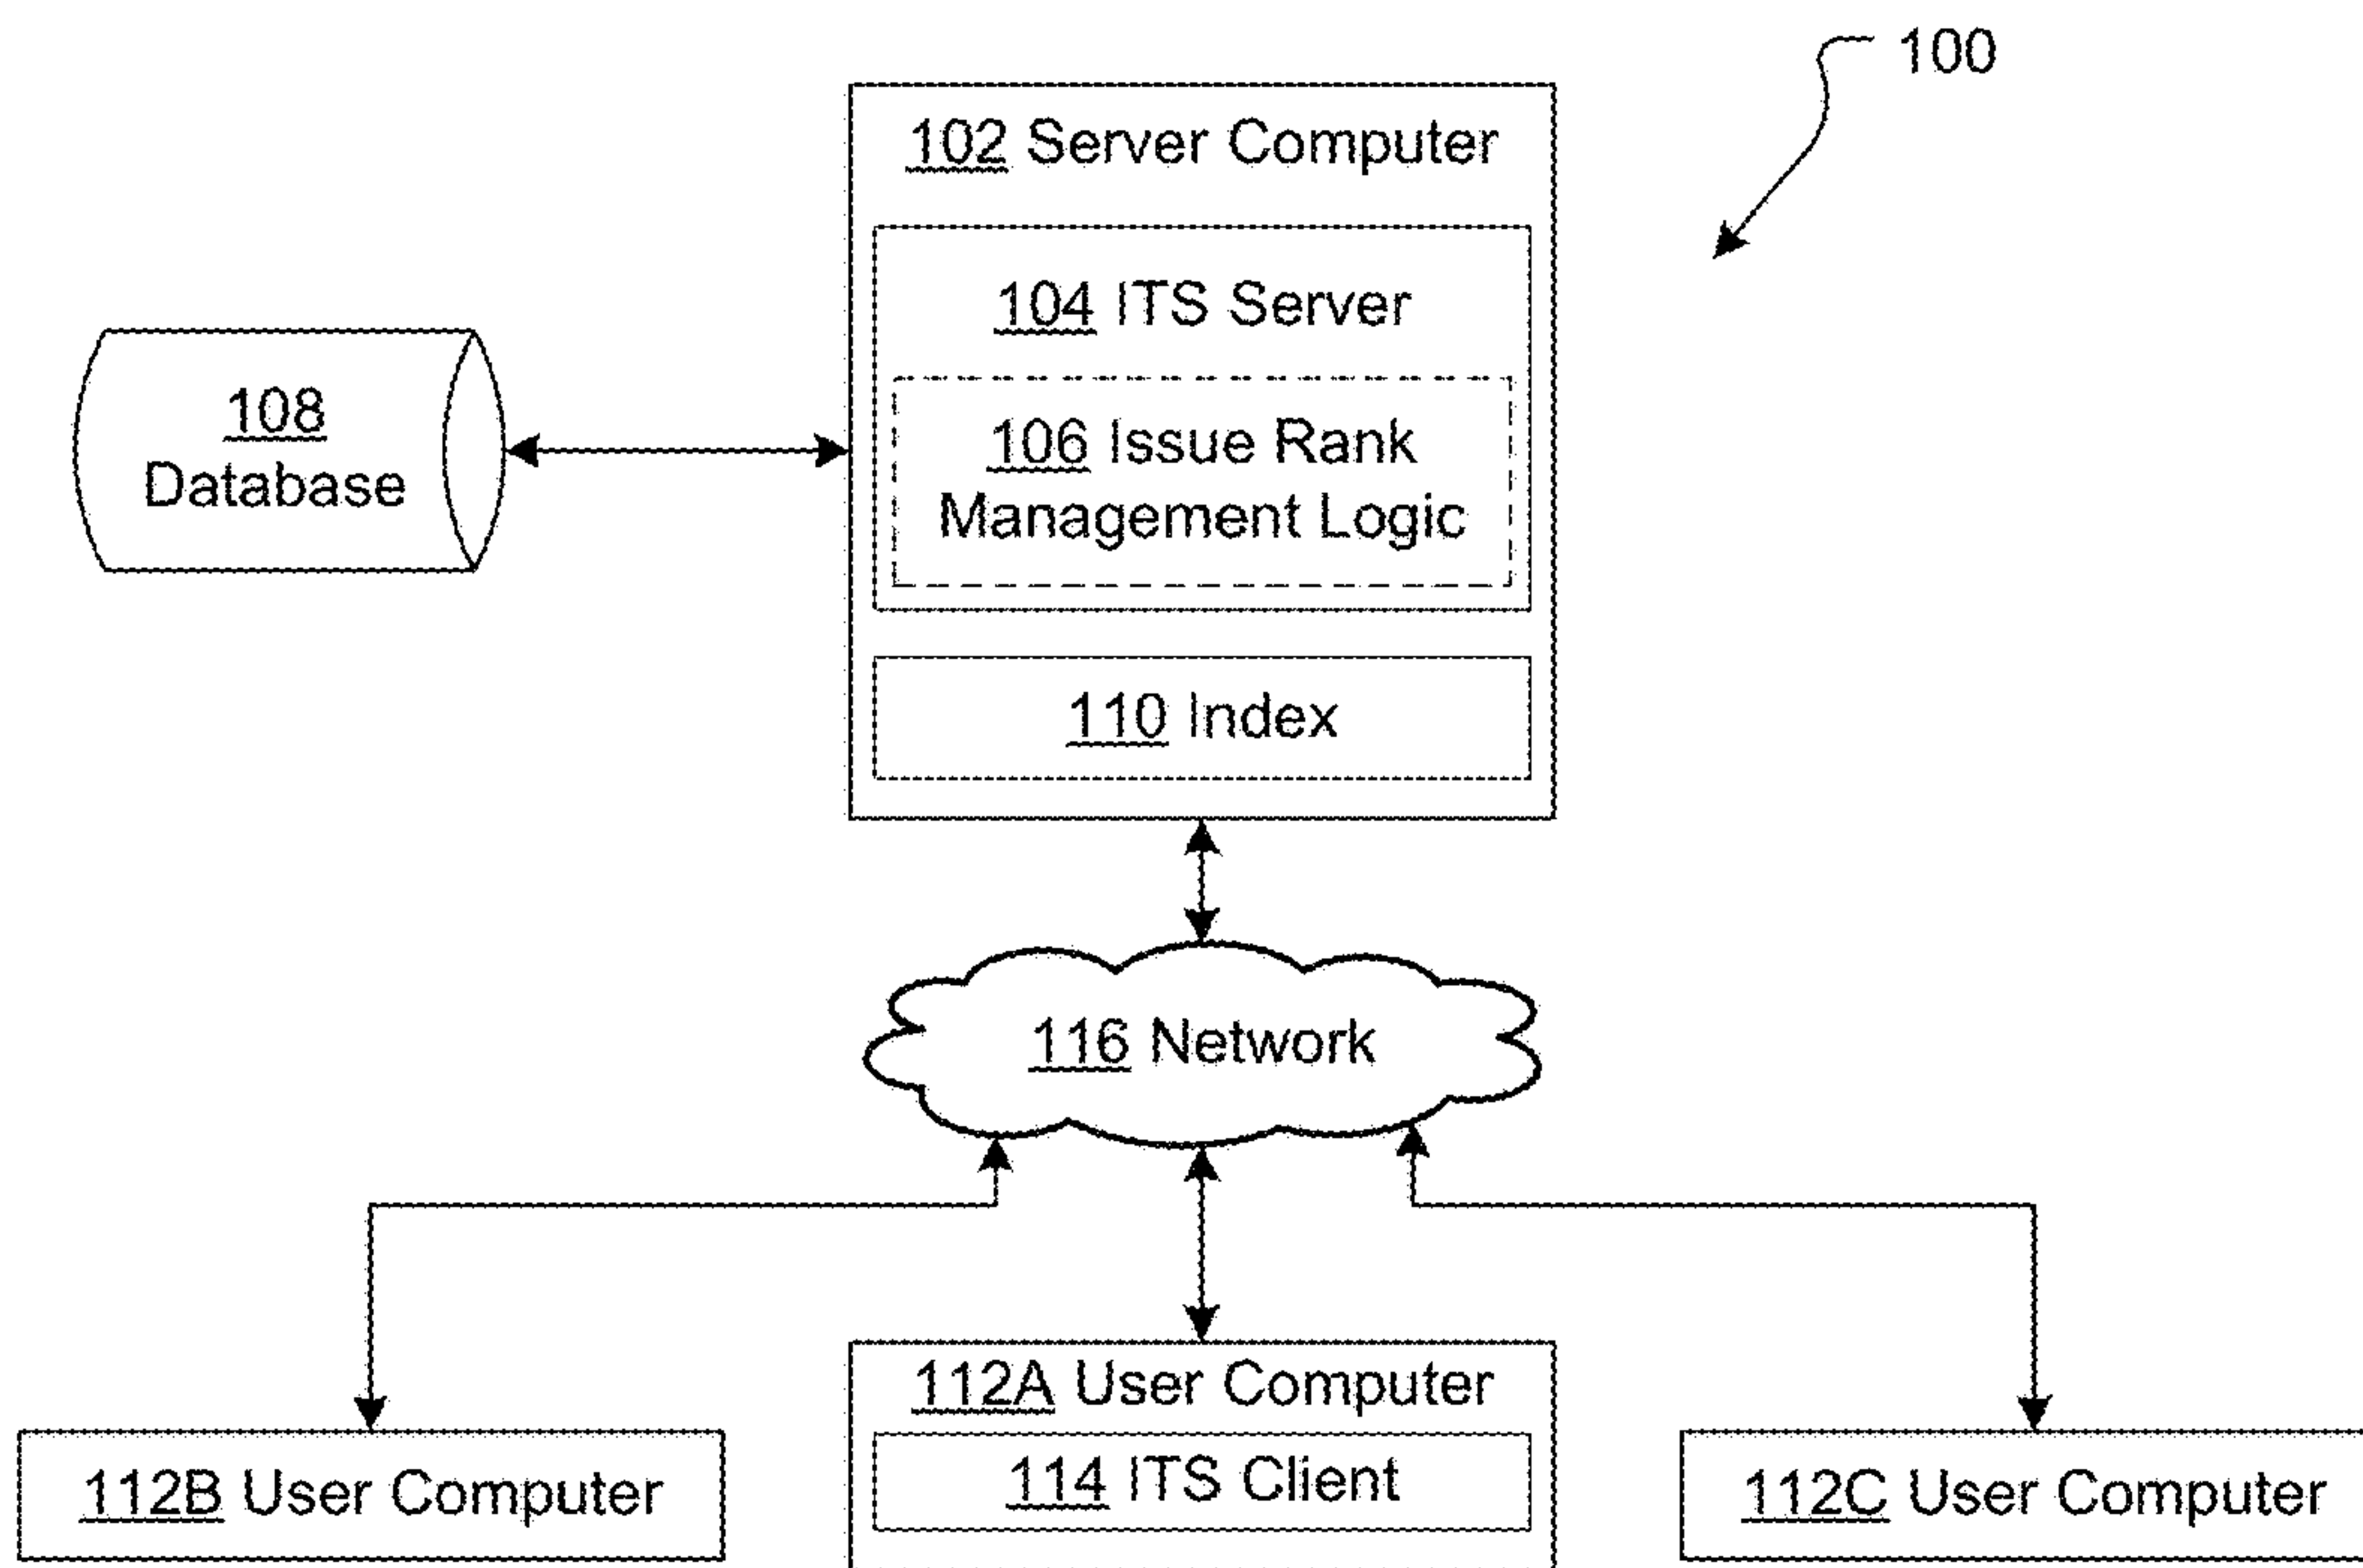 100
102 Server Computer
104 ITS Server
106 Issue Rank
Management Logic
108
Database
110 Index
116 Network
112A User Computer
114 ITS Client
112B User Computer
112C User Computer